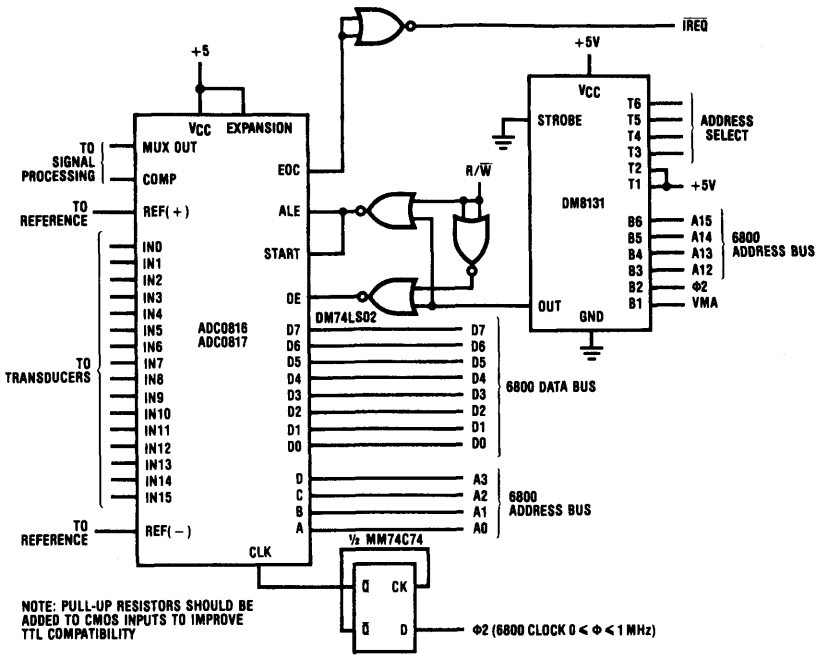 IREQ
+5
+5V
VCC
EXPANSION
MUX OUT
COMP
REF(+)
IN0
IN1
IN2
IN3
IN4
IN5
IN6
IN7
IN8
IN9
IN10
IN11
IN12
IN13
IN14
IN15
REF(−)
CLK
TO
SIGNAL
PROCESSING
TO
REFERENCE
TO
TRANSDUCERS
TO
REFERENCE
ADC0816
ADC0817
EOC
ALE
START
OE
D7
D6
D5
D4
D3
D2
D1
D0
D
C
B
A
R/W
DM74LS02
D7
D6
D5
D4
D3
D2
D1
D0
6800 DATA BUS
A3
A2
A1
A0
6800
ADDRESS BUS
VCC
STROBE
DM8131
OUT
GND
T6
T5
T4
T3
T2
T1
B6
B5
B4
B3
B2
B1
ADDRESS
SELECT
+5V
A15
A14
A13
A12
Φ2
VMA
6800
ADDRESS BUS
½ MM74C74
Q̅
CK
Q̅
D
Φ2 (6800 CLOCK 0 ⩽ Φ ⩽ 1 MHz)
NOTE: PULL-UP RESISTORS SHOULD BE
ADDED TO CMOS INPUTS TO IMPROVE
TTL COMPATIBILITY